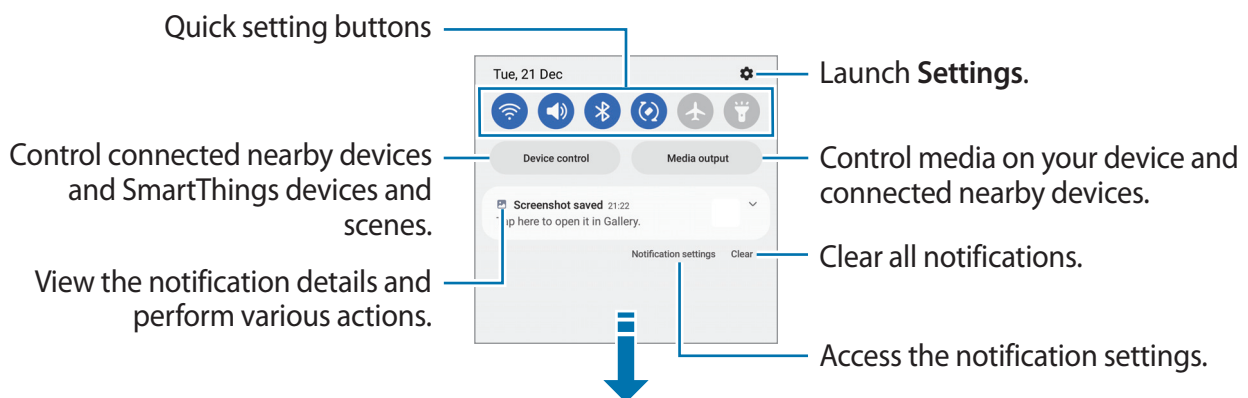 Quick setting buttons
Tue, 21 Dec
Launch Settings.
Control connected nearby devices
and SmartThings devices and
scenes.
Device control
Media output
Control media on your device and
connected nearby devices.
Screenshot saved 21:22
Tap here to open it in Gallery.
Notification settings
Clear
Clear all notifications.
View the notification details and
perform various actions.
Access the notification settings.